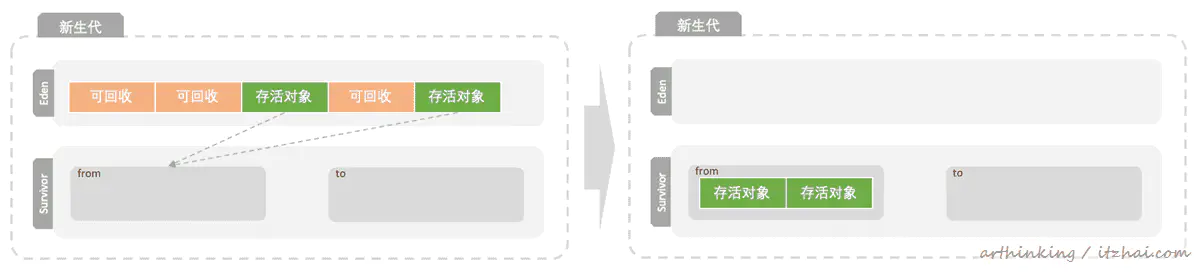 新生代
Eden
可回收 可回收 存活对象 可回收 存活对象
Survivor
from
to
新生代
Eden
Survivor
from
存活对象 存活对象
to
arthinking / itzhai.com